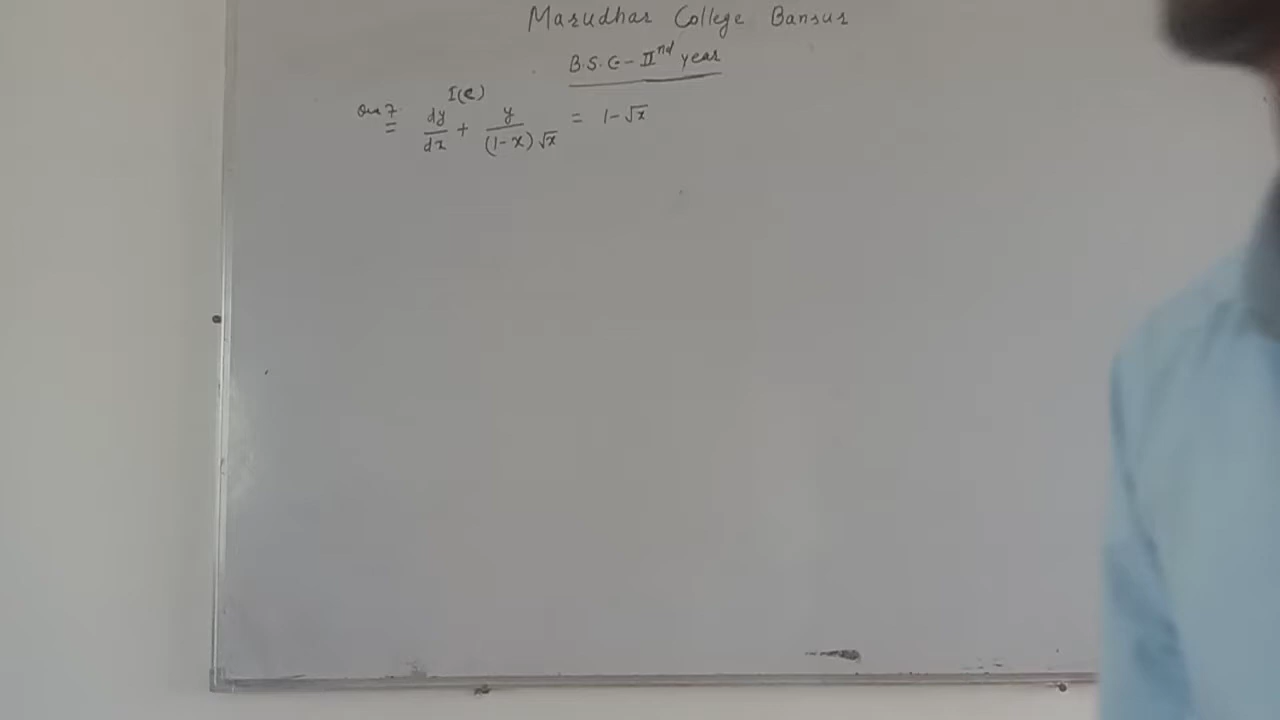 Marudhar College Bansur
B.S.C- II nd year
I(e)
Que 7. dy/dx + y/((1-x)√x) = 1-√x